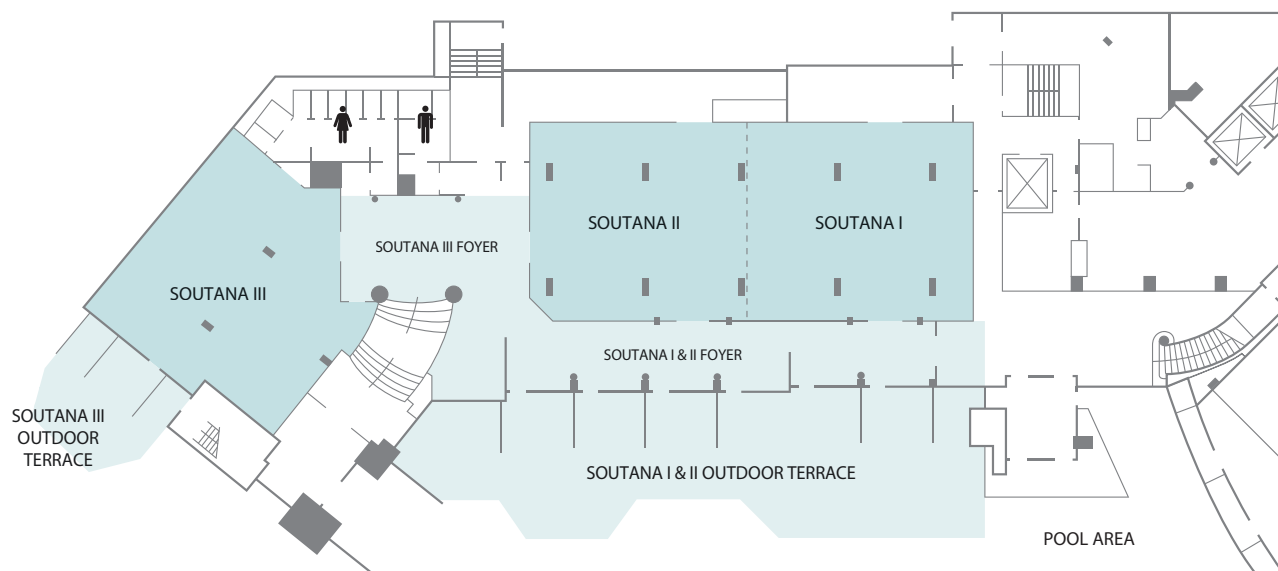 SOUTANA II
SOUTANA I
SOUTANA III FOYER
SOUTANA III
SOUTANA I & II FOYER
SOUTANA III
OUTDOOR
TERRACE
SOUTANA I & II OUTDOOR TERRACE
POOL AREA